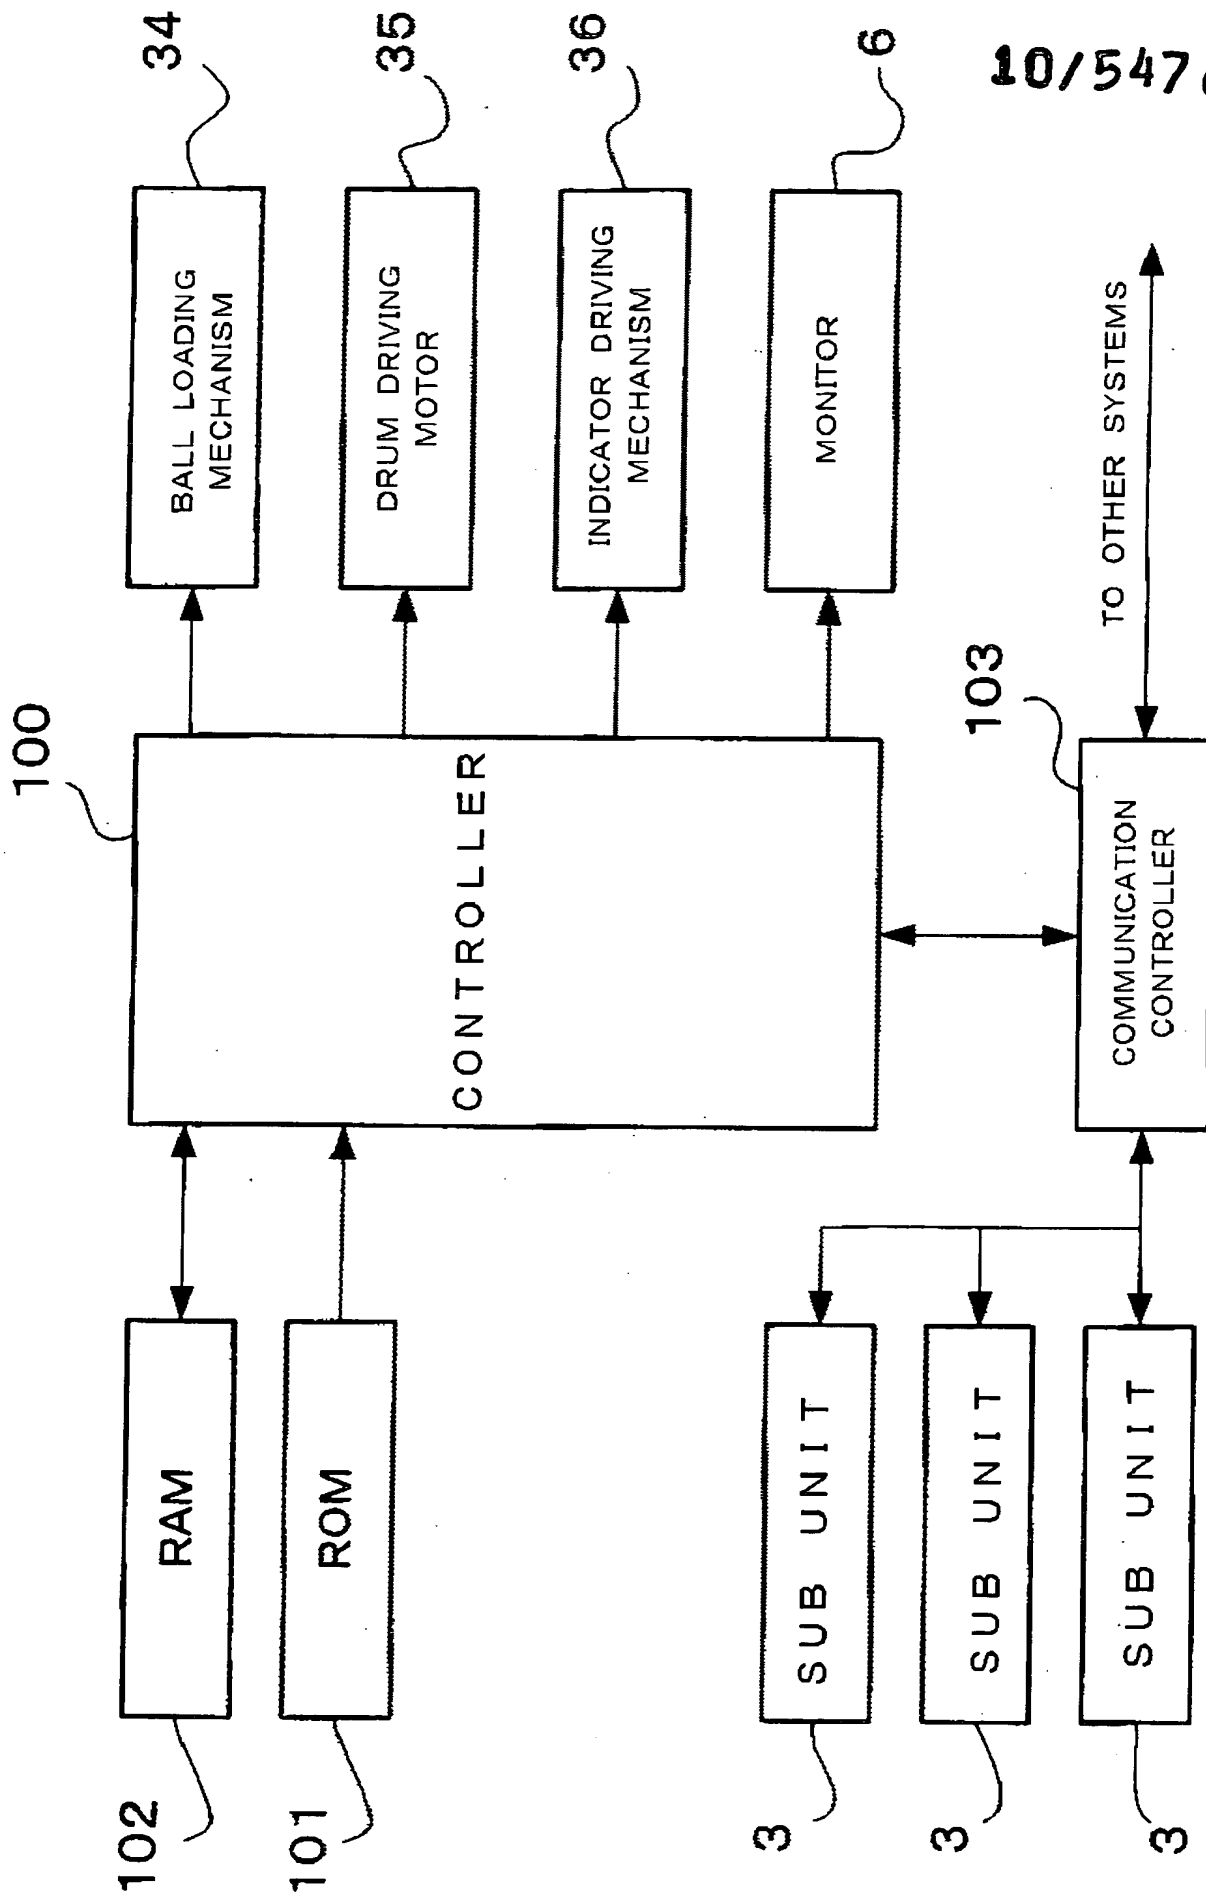 10/547
100
102
RAM
101
ROM
CONTROLLER
BALL LOADING
MECHANISM
34
DRUM DRIVING
MOTOR
35
INDICATOR DRIVING
MECHANISM
36
MONITOR
6
3
SUB UNIT
3
SUB UNIT
3
SUB UNIT
103
COMMUNICATION
CONTROLLER
TO OTHER SYSTEMS